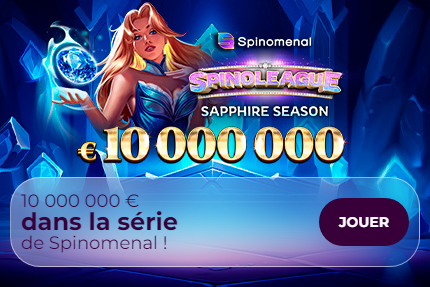 Spinomenal
SPINOLEAGUE
SAPPHIRE SEASON
€ 10 000 000
10 000 000 €
dans la série
de Spinomenal !
JOUER